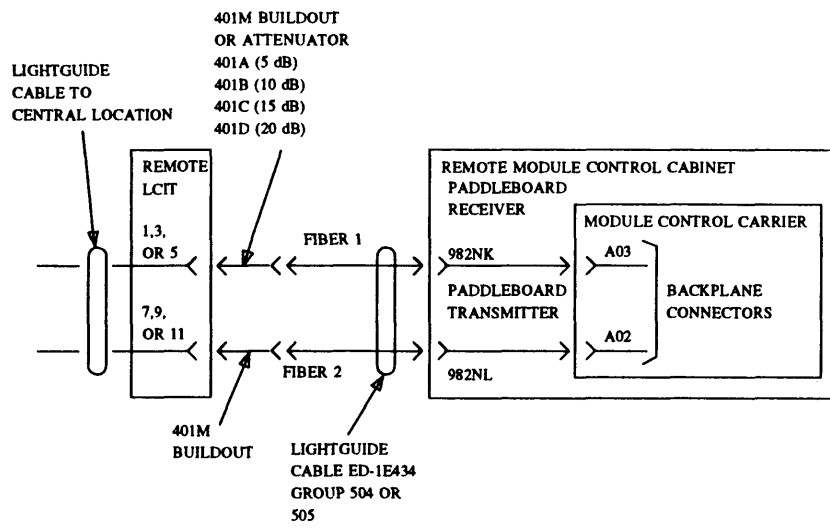 401M BUILDOUT
OR ATTENUATOR
401A (5 dB)
401B (10 dB)
401C (15 dB)
401D (20 dB)
LIGHTGUIDE
CABLE TO
CENTRAL LOCATION
REMOTE
LCIT
REMOTE MODULE CONTROL CABINET
PADDLEBOARD
RECEIVER
MODULE CONTROL CARRIER
1,3,
OR 5
FIBER 1
982NK
A03
7,9,
OR 11
PADDLEBOARD
TRANSMITTER
BACKPLANE
CONNECTORS
A02
FIBER 2
982NL
401M
BUILDOUT
LIGHTGUIDE
CABLE ED-1E434
GROUP 504 OR
505